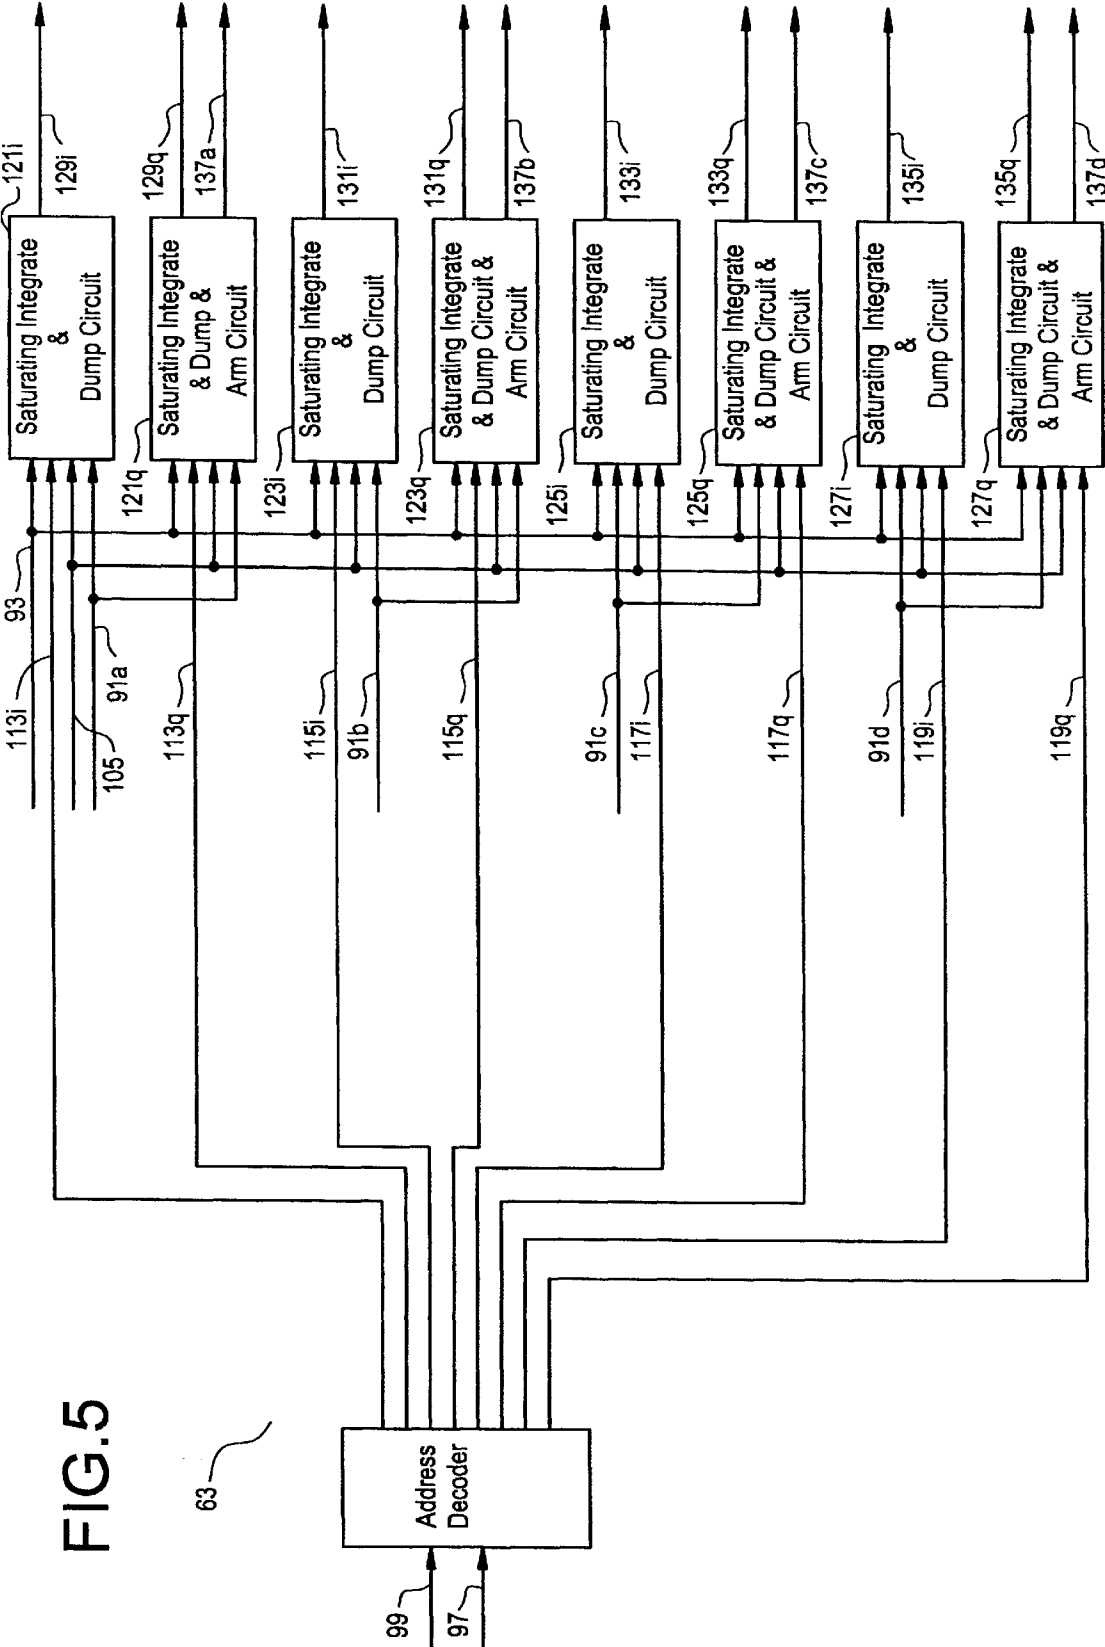 FIG.5
63
99
97
Address
Decoder
93
113i
105
91a
113q
115i
91b
115q
91c
117i
117q
91d
119i
119q
121i
Saturating Integrate
&
Dump Circuit
129i
121q
Saturating Integrate
& Dump &
Arm Circuit
129q
137a
123i
Saturating Integrate
&
Dump Circuit
131i
123q
Saturating Integrate
& Dump Circuit &
Arm Circuit
131q
137b
125i
Saturating Integrate
&
Dump Circuit
133i
125q
Saturating Integrate
& Dump Circuit &
Arm Circuit
133q
137c
127i
Saturating Integrate
&
Dump Circuit
135i
127q
Saturating Integrate
& Dump Circuit &
Arm Circuit
135q
137d